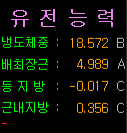 유 전 능 력
냉도체중 : 18.572 B
배최장근 : 4.989 A
등 지 방 : -0.017 C
근내지방 : 0.356 C
-